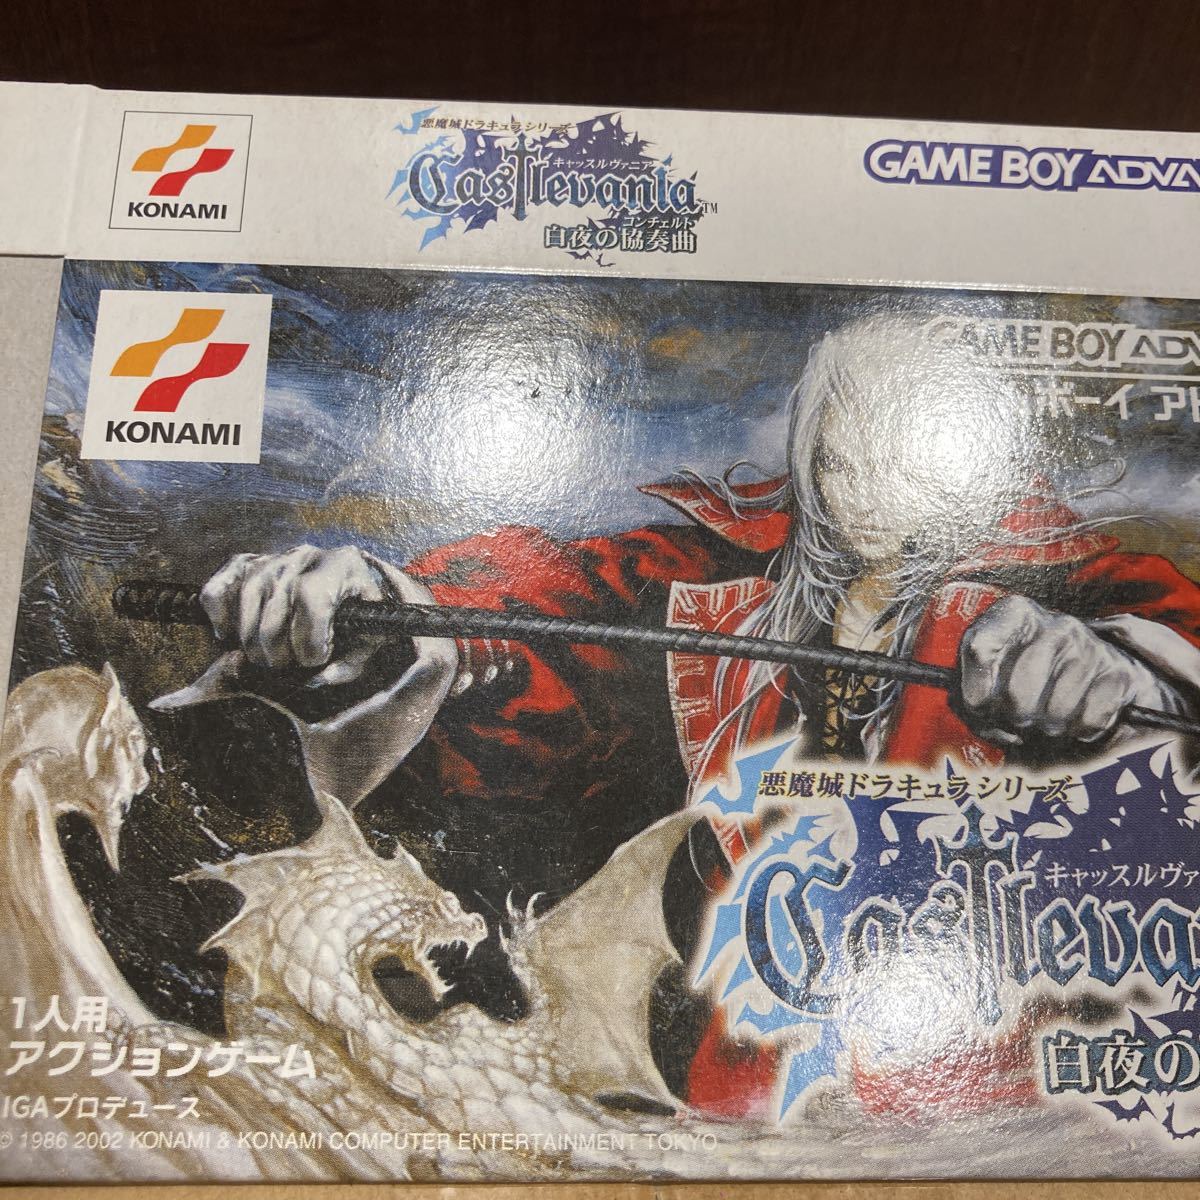 KONAMI
悪魔城ドラキュラ シリーズ
キャッスルヴァニア
Castlevania™
コンチェルト
白夜の協奏曲
GAME BOY ADVA
KONAMI
GAME BOY ADV
ボーイ ア
悪魔城ドラキュラ シリーズ
キャッスルヴァ
Castleva
白夜の
1人用
アクションゲーム
IGAプロデュース
© 1986 2002 KONAMI & KONAMI COMPUTER ENTERTAINMENT TOKYO